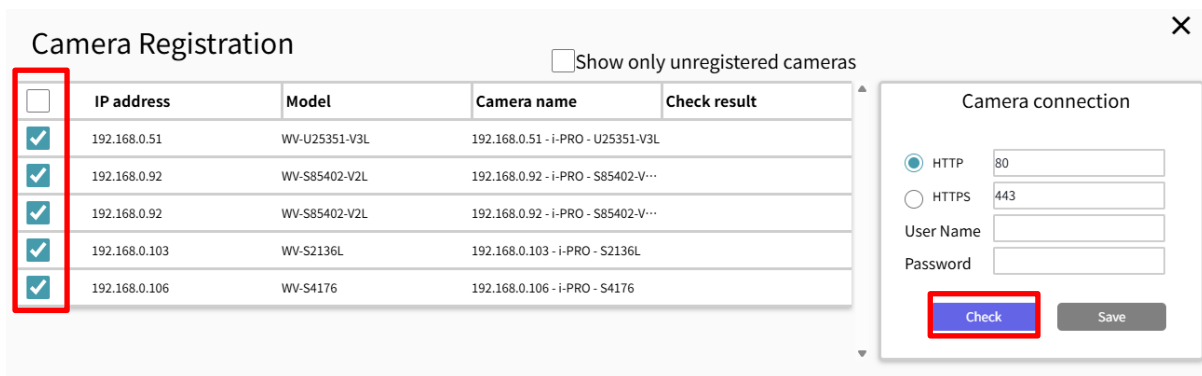 Camera Registration
Show only unregistered cameras
IP address Model Camera name Check result
192.168.0.51 WV-U25351-V3L 192.168.0.51 - i-PRO - U25351-V3L
192.168.0.92 WV-S85402-V2L 192.168.0.92 - i-PRO - S85402-V⋯
192.168.0.92 WV-S85402-V2L 192.168.0.92 - i-PRO - S85402-V⋯
192.168.0.103 WV-S2136L 192.168.0.103 - i-PRO - S2136L
192.168.0.106 WV-S4176 192.168.0.106 - i-PRO - S4176
Camera connection
HTTP 80
HTTPS 443
User Name
Password
Check Save